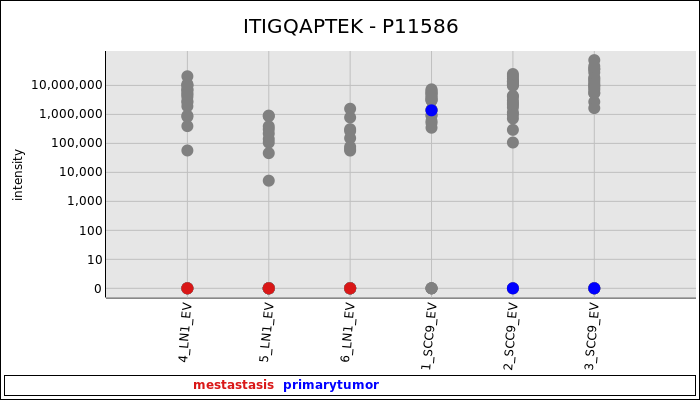 ITIGQAPTEK - P11586
intensity
10,000,000
1,000,000
100,000
10,000
1,000
100
10
0
4_LN1_EV
5_LN1_EV
6_LN1_EV
1_SCC9_EV
2_SCC9_EV
3_SCC9_EV
mestastasis primarytumor